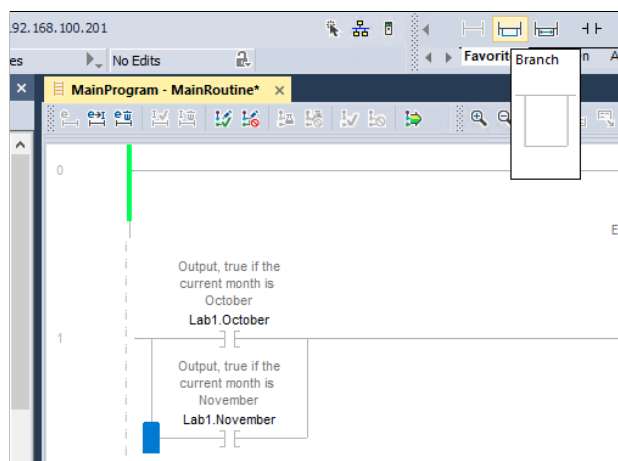 .92.168.100.201
es
No Edits
Favorit
n
A
Branch
MainProgram - MainRoutine*
0
E
Output, true if the
current month is
October
Lab1.October
1
Output, true if the
current month is
November
Lab1.November